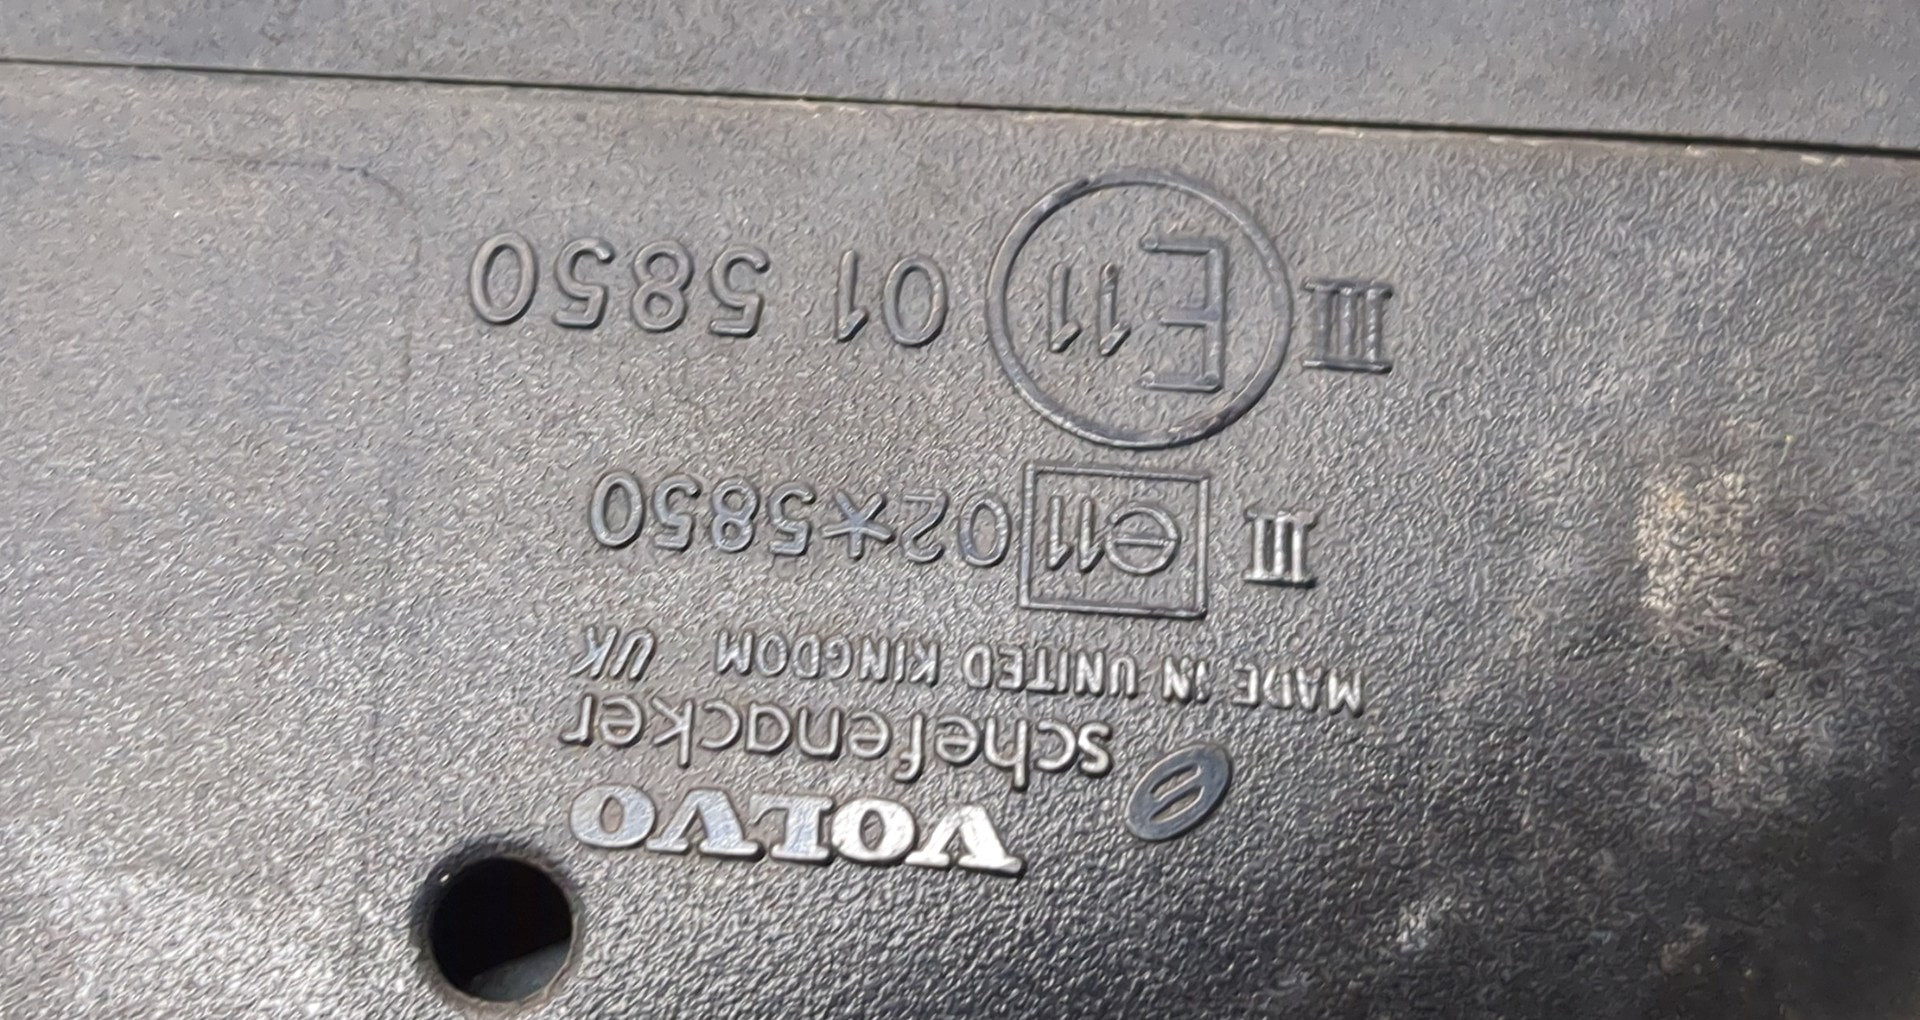 VOLVO
schefenacker
MADE IN UNITED KINGDOM UK
III e11 02*5850
III E11 01 5850